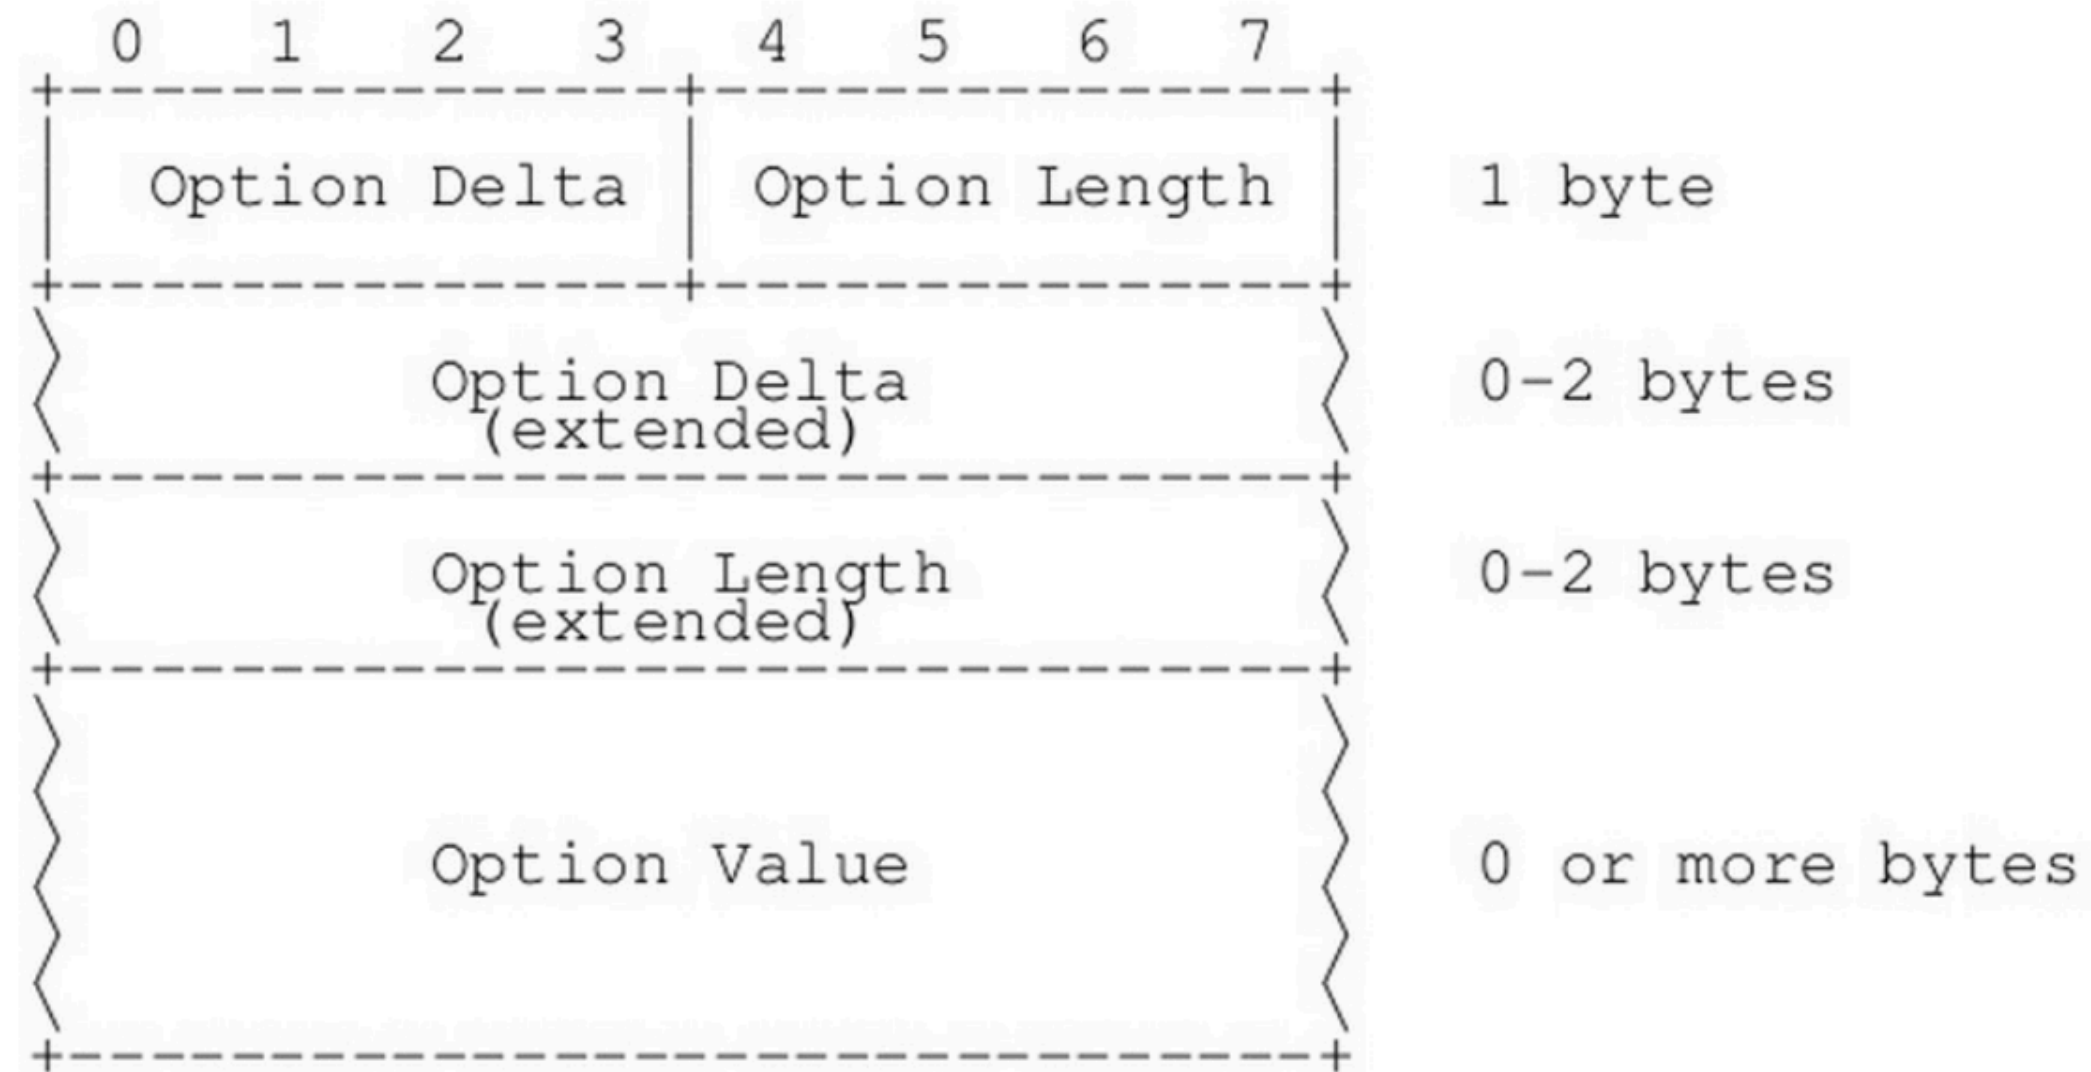 0 1 2 3 4 5 6 7
Option Delta Option Length 1 byte
Option Delta 0-2 bytes
(extended)
Option Length 0-2 bytes
(extended)
Option Value 0 or more bytes